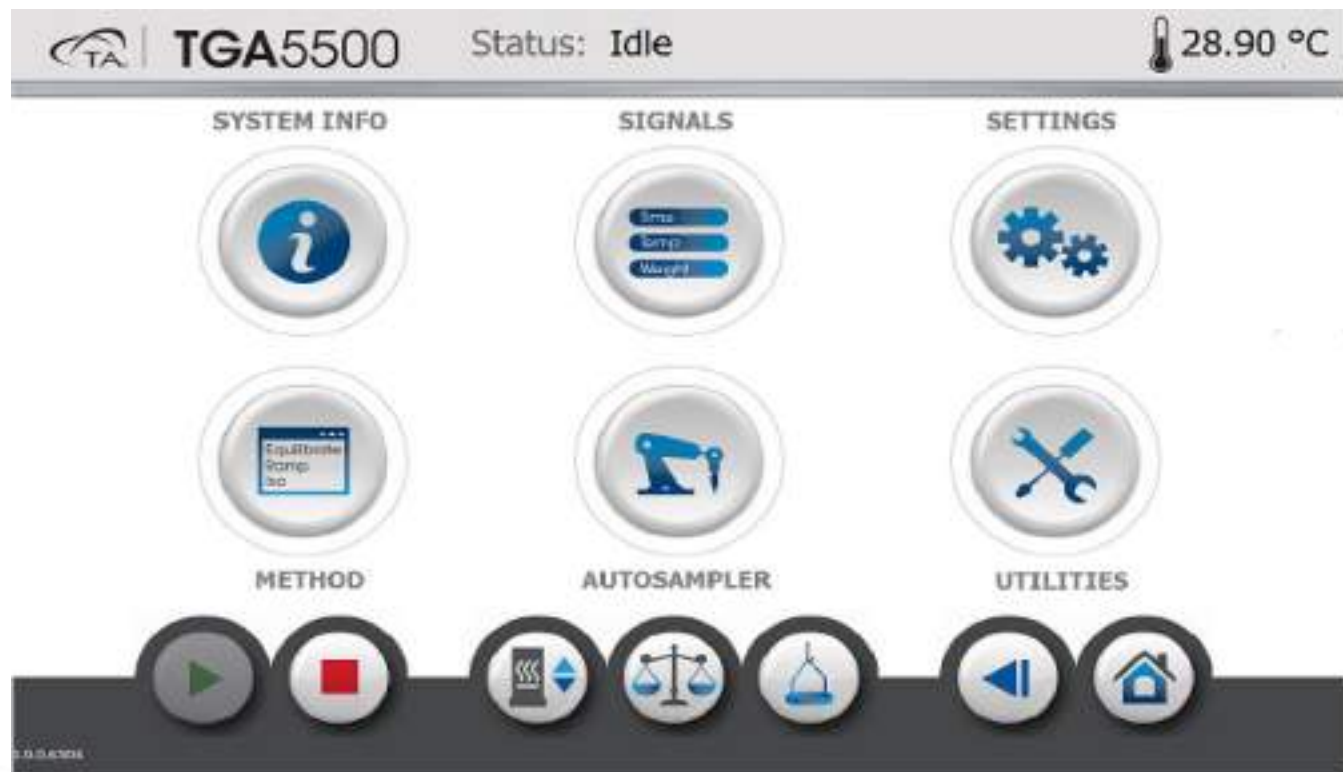 TA
TGA5500
Status: Idle
28.90 °C
SYSTEM INFO
SIGNALS
SETTINGS
Time
Temp
Weight
Equilibrate
Ramp
Iso
METHOD
AUTOSAMPLER
UTILITIES